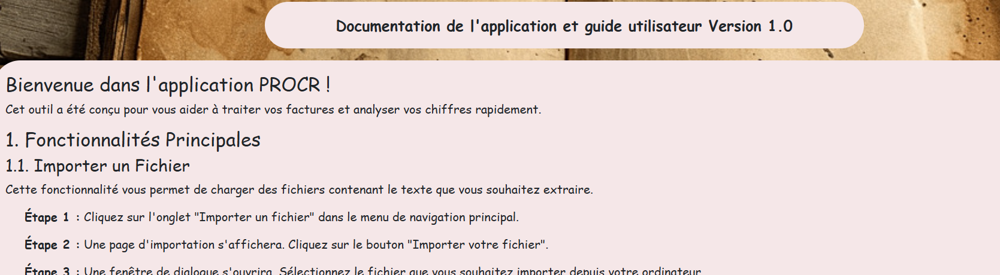 Documentation de l'application et guide utilisateur Version 1.0
Bienvenue dans l'application PROCR !
Cet outil a été conçu pour vous aider à traiter vos factures et analyser vos chiffres rapidement.
1. Fonctionnalités Principales
1.1. Importer un Fichier
Cette fonctionnalité vous permet de charger des fichiers contenant le texte que vous souhaitez extraire.
Étape 1 : Cliquez sur l'onglet "Importer un fichier" dans le menu de navigation principal.
Étape 2 : Une page d'importation s'affichera. Cliquez sur le bouton "Importer votre fichier".
Étape 3 : Une fenêtre de dialogue s'ouvrira. Sélectionnez le fichier que vous souhaitez importer depuis votre ordinateur